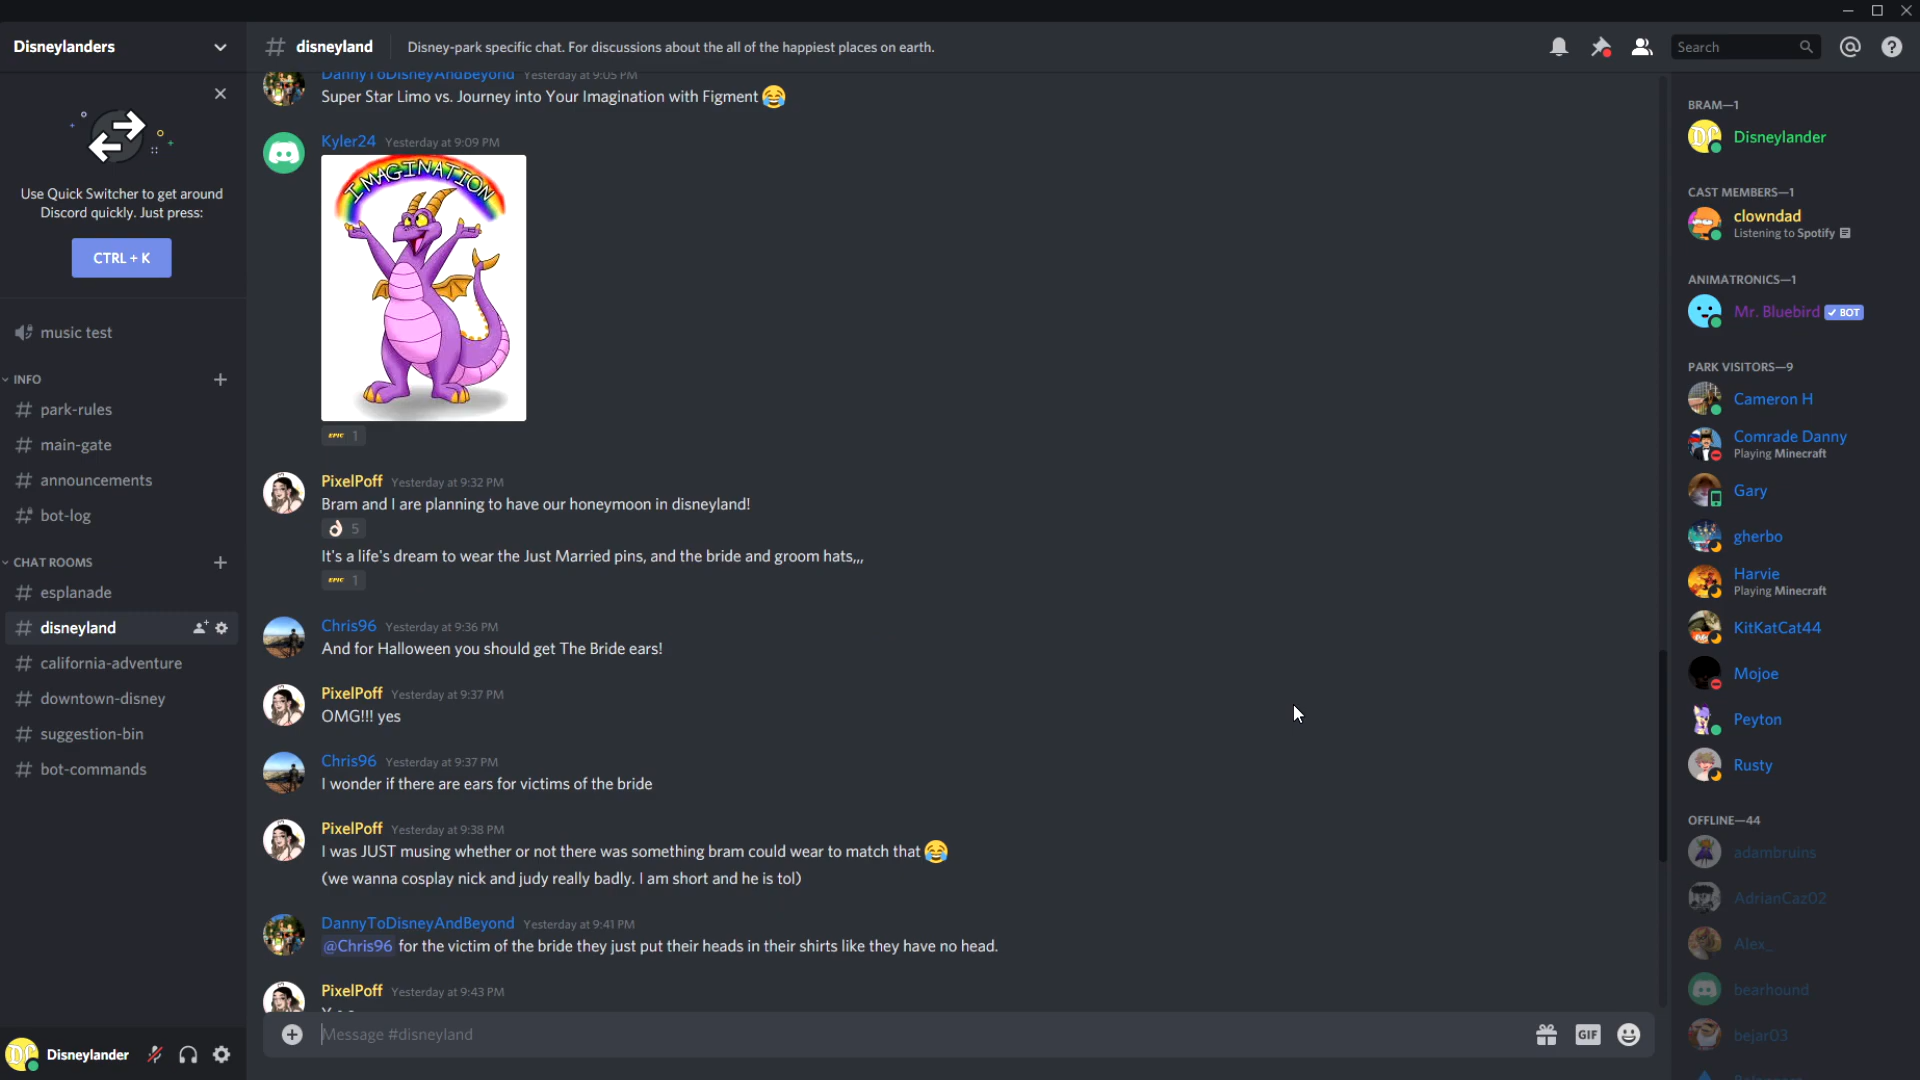 Disneylanders
disneyland
Disney-park specific chat. For discussions about the all of the happiest places on earth.
Search
Use Quick Switcher to get around
Discord quickly. Just press:
CTRL + K
music test
INFO
park-rules
main-gate
announcements
bot-log
CHAT ROOMS
esplanade
disneyland
california-adventure
downtown-disney
suggestion-bin
bot-commands
Disneylander
DannyToDisneyAndBeyond Yesterday at 9:05 PM
Super Star Limo vs. Journey into Your Imagination with Figment 😂
Kyler24 Yesterday at 9:09 PM
IMAGINATION
EPIC 1
PixelPoff Yesterday at 9:32 PM
Bram and I are planning to have our honeymoon in disneyland!
👌🏻 5
It's a life's dream to wear the Just Married pins, and the bride and groom hats,,,
EPIC 1
Chris96 Yesterday at 9:36 PM
And for Halloween you should get The Bride ears!
PixelPoff Yesterday at 9:37 PM
OMG!!! yes
Chris96 Yesterday at 9:37 PM
I wonder if there are ears for victims of the bride
PixelPoff Yesterday at 9:38 PM
I was JUST musing whether or not there was something bram could wear to match that 😂
(we wanna cosplay nick and judy really badly. I am short and he is tol)
DannyToDisneyAndBeyond Yesterday at 9:41 PM
@Chris96 for the victim of the bride they just put their heads in their shirts like they have no head.
PixelPoff Yesterday at 9:43 PM
Message #disneyland
GIF
BRAM—1
Disneylander
CAST MEMBERS—1
clowndad
Listening to Spotify
ANIMATRONICS—1
Mr. Bluebird ✓ BOT
PARK VISITORS—9
Cameron H
Comrade Danny
Playing Minecraft
Gary
gherbo
Harvie
Playing Minecraft
KitKatCat44
Mojoe
Peyton
Rusty
OFFLINE—44
adambruins
AdrianCaz02
Alex_
bearhound
bejar03